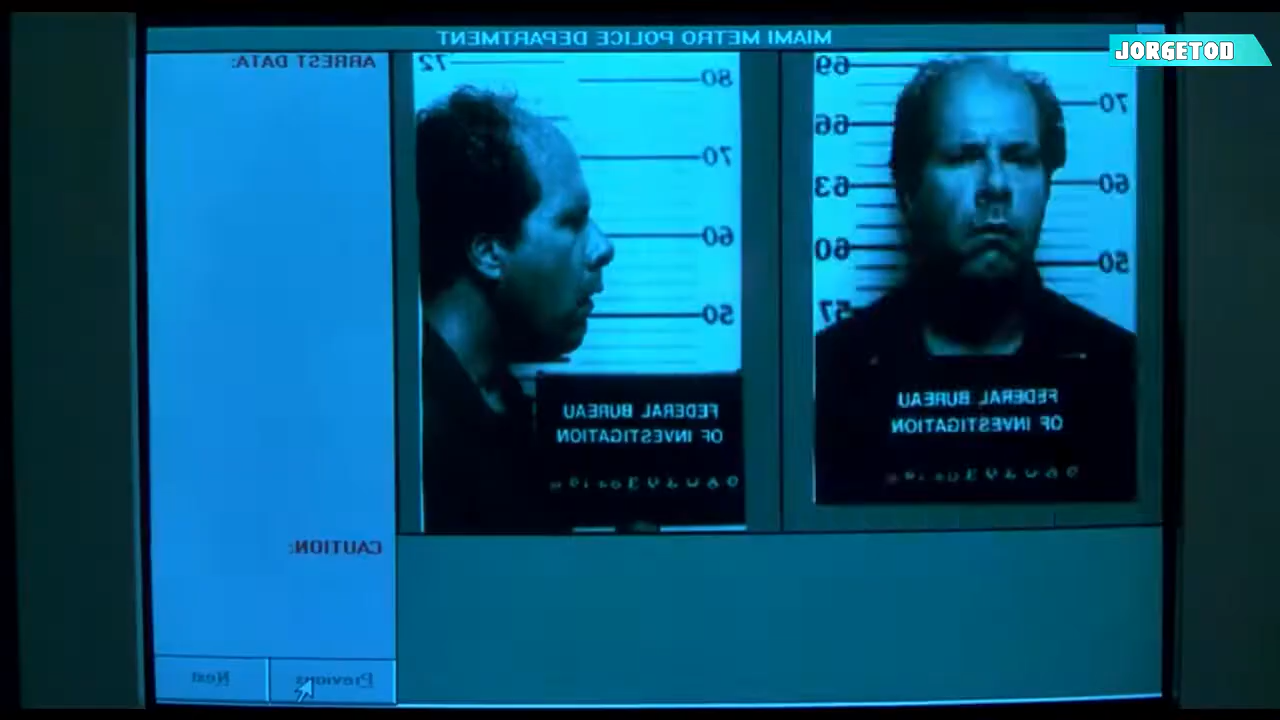 MIAMI METRO POLICE DEPARTMENT
JORGETOD
ARREST DATA:
72
80
70
60
50
69
66
63
60
57
70
60
50
FEDERAL BUREAU
OF INVESTIGATION
FEDERAL BUREAU
OF INVESTIGATION
CAUTION:
Previous
Next